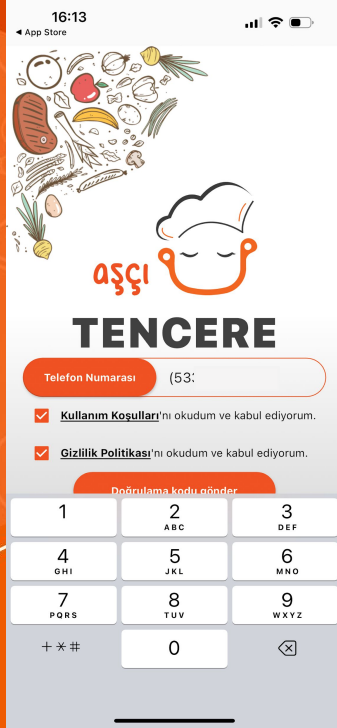 16:13
◀ App Store
aşçı
TENCERE
Telefon Numarası (53:
Kullanım Koşulları'nı okudum ve kabul ediyorum.
Gizlilik Politikası'nı okudum ve kabul ediyorum.
Doğrulama kodu gönder
1 2 3
ABC DEF
4 5 6
GHI JKL MNO
7 8 9
PQRS TUV WXYZ
+*# 0